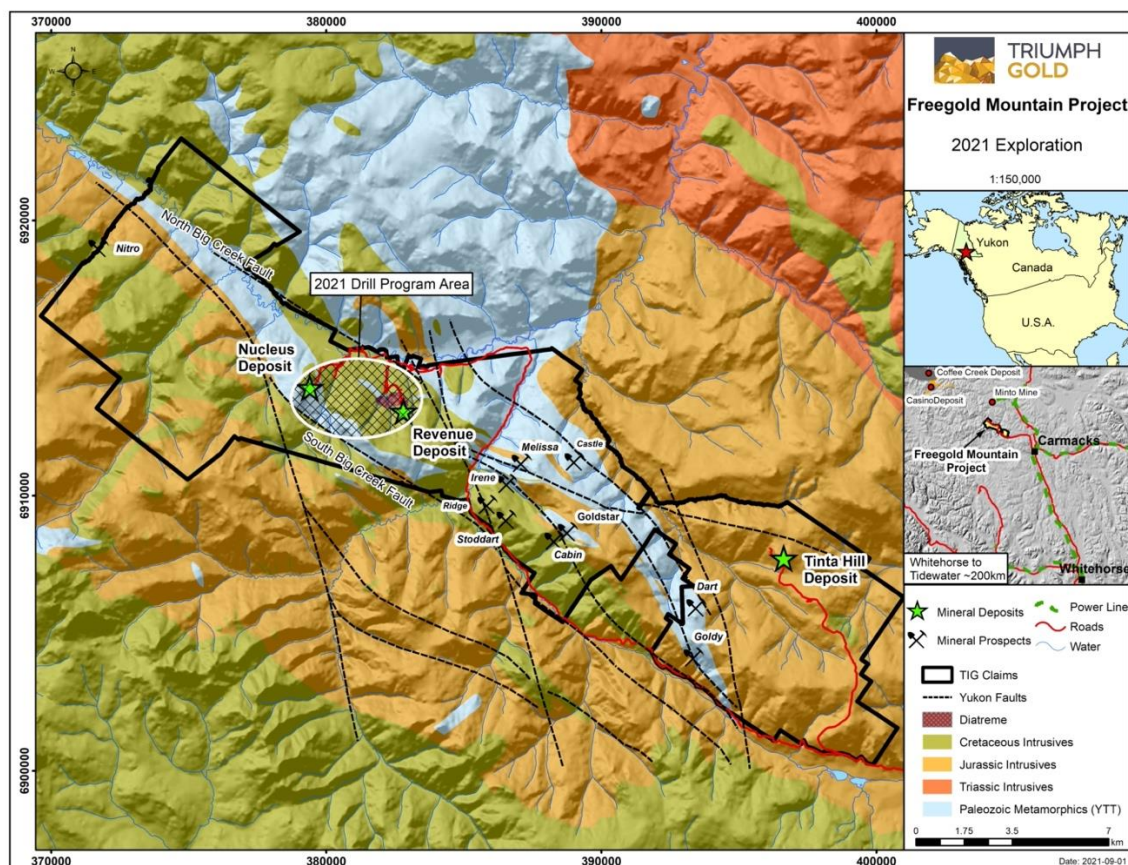 370000
380000
390000
400000
6920000
6910000
6900000
370000
380000
390000
400000
W
E
Nitro
North Big Creek Fault
2021 Drill Program Area
Nucleus
Deposit
Revenue
Deposit
South Big Creek Fault
Melissa
Castle
Irene
Ridge
Stoddart
Goldstar
Cabin
Tinta Hill
Deposit
Dart
Goldy
TRIUMPH
GOLD
Freegold Mountain Project
2021 Exploration
1:150,000
Yukon
Canada
U.S.A.
Coffee Creek Deposit
CasinoDeposit
Minto Mine
Carmacks
Freegold Mountain
Project
Whitehorse to
Tidewater ~200km
Whitehorse
Mineral Deposits
Power Line
Mineral Prospects
Roads
Water
TIG Claims
Yukon Faults
Diatreme
Cretaceous Intrusives
Jurassic Intrusives
Triassic Intrusives
Paleozoic Metamorphics (YTT)
0 1.75 3.5 7
km
Date: 2021-09-01